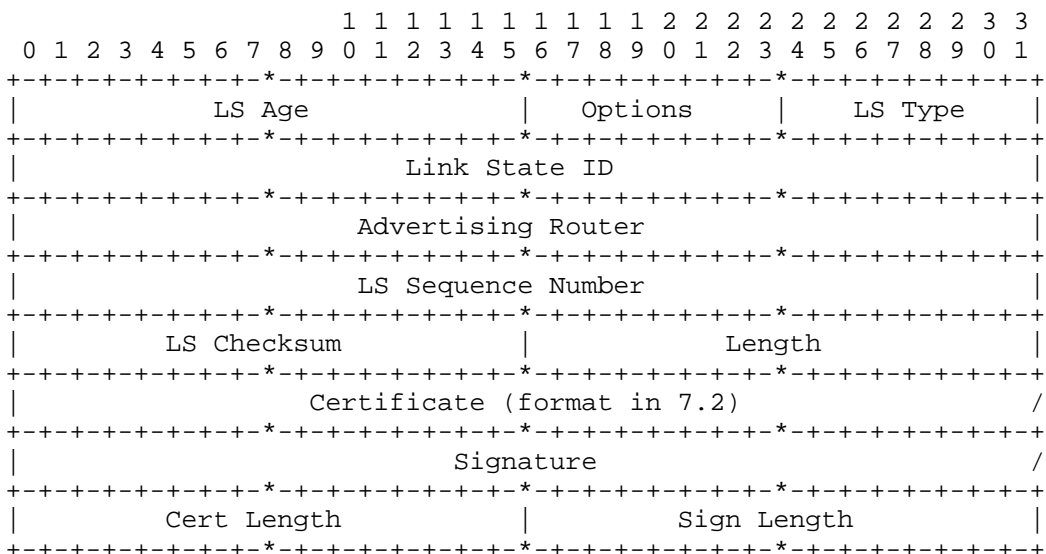 1 1 1 1 1 1 1 1 1 1 2 2 2 2 2 2 2 2 2 2 3 3
 0 1 2 3 4 5 6 7 8 9 0 1 2 3 4 5 6 7 8 9 0 1 2 3 4 5 6 7 8 9 0 1
+-+-+-+-+-+-+-+-*-+-+-+-+-+-+-+-*-+-+-+-+-+-+-+-*-+-+-+-+-+-+-+-+
|            LS Age             |   Options     |    LS Type    |
+-+-+-+-+-+-+-+-*-+-+-+-+-+-+-+-*-+-+-+-+-+-+-+-*-+-+-+-+-+-+-+-+
|                        Link State ID                          |
+-+-+-+-+-+-+-+-*-+-+-+-+-+-+-+-*-+-+-+-+-+-+-+-*-+-+-+-+-+-+-+-+
|                     Advertising Router                        |
+-+-+-+-+-+-+-+-*-+-+-+-+-+-+-+-*-+-+-+-+-+-+-+-*-+-+-+-+-+-+-+-+
|                     LS Sequence Number                        |
+-+-+-+-+-+-+-+-*-+-+-+-+-+-+-+-*-+-+-+-+-+-+-+-*-+-+-+-+-+-+-+-+
|         LS Checksum           |            Length             |
+-+-+-+-+-+-+-+-*-+-+-+-+-+-+-+-*-+-+-+-+-+-+-+-*-+-+-+-+-+-+-+-+
|                  Certificate (format in 7.2)                  /
+-+-+-+-+-+-+-+-*-+-+-+-+-+-+-+-*-+-+-+-+-+-+-+-*-+-+-+-+-+-+-+-+
|                           Signature                           /
+-+-+-+-+-+-+-+-*-+-+-+-+-+-+-+-*-+-+-+-+-+-+-+-*-+-+-+-+-+-+-+-+
|         Cert Length           |         Sign Length           |
+-+-+-+-+-+-+-+-*-+-+-+-+-+-+-+-*-+-+-+-+-+-+-+-*-+-+-+-+-+-+-+-+